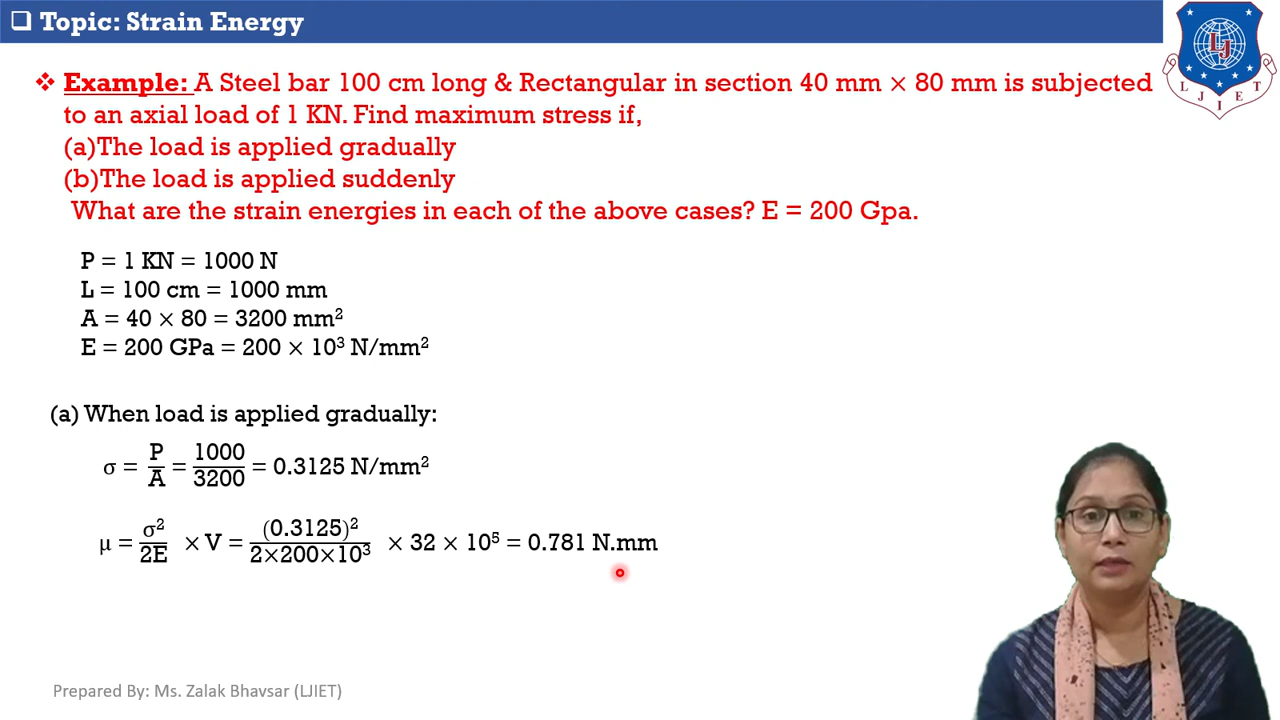 ❑ Topic: Strain Energy
LJ
L J I E T
❖ Example: A Steel bar 100 cm long & Rectangular in section 40 mm × 80 mm is subjected
to an axial load of 1 KN. Find maximum stress if,
(a)The load is applied gradually
(b)The load is applied suddenly
What are the strain energies in each of the above cases? E = 200 Gpa.
P = 1 KN = 1000 N
L = 100 cm = 1000 mm
A = 40 × 80 = 3200 mm²
E = 200 GPa = 200 × 10³ N/mm²
(a) When load is applied gradually:
σ = P/A = 1000/3200 = 0.3125 N/mm²
μ = σ²/2E × V = (0.3125)²/2×200×10³ × 32 × 10⁵ = 0.781 N.mm
Prepared By: Ms. Zalak Bhavsar (LJIET)